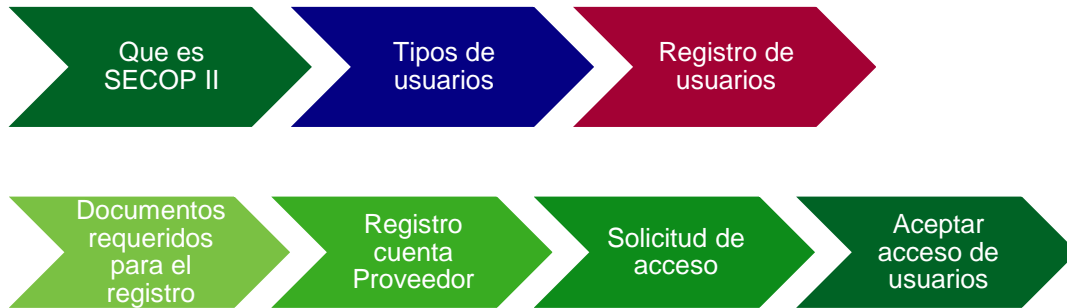 Que es
SECOP II
Tipos de
usuarios
Registro de
usuarios
Documentos
requeridos
para el
registro
Registro
cuenta
Proveedor
Solicitud de
acceso
Aceptar
acceso de
usuarios